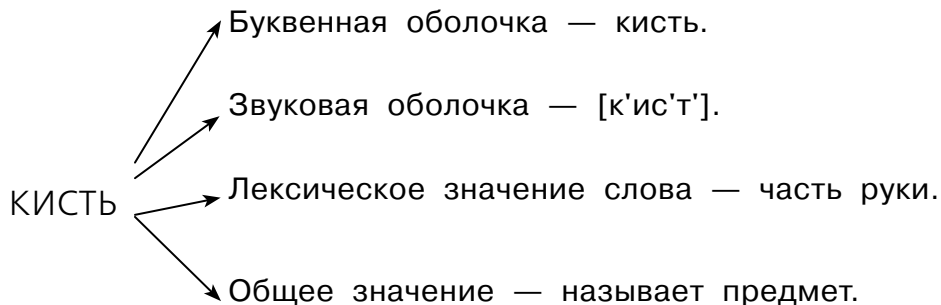 Буквенная оболочка — кисть.
Звуковая оболочка — [к'ис'т'].
КИСТЬ
Лексическое значение слова — часть руки.
Общее значение — называет предмет.